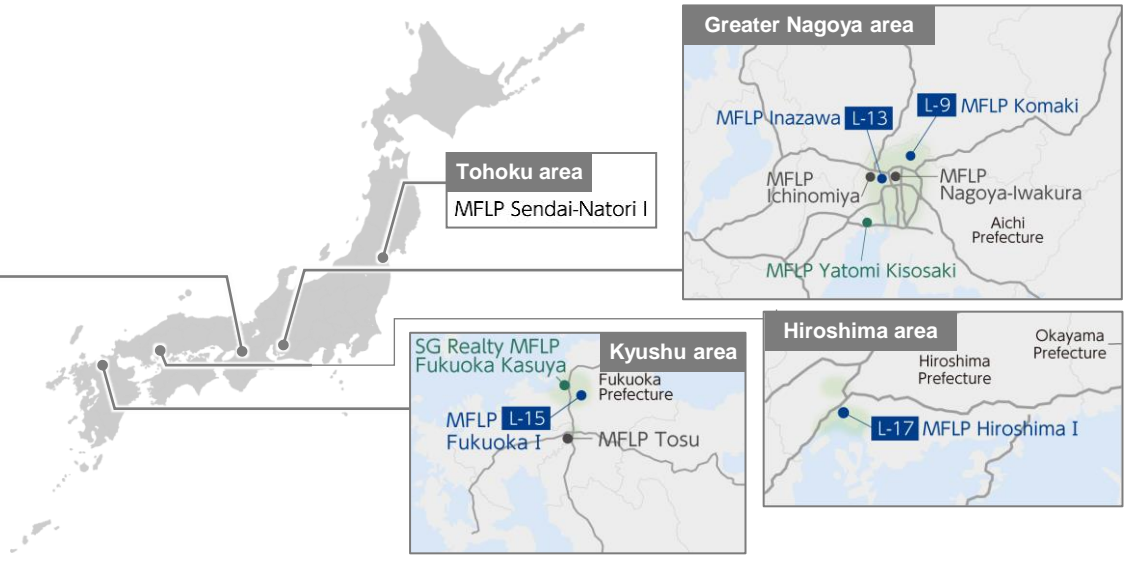 Greater Nagoya area
MFLP Inazawa L-13
L-9 MFLP Komaki
MFLP
Ichinomiya
MFLP
Nagoya-Iwakura
Aichi
Prefecture
MFLP Yatomi Kisosaki
Tohoku area
MFLP Sendai-Natori I
Kyushu area
SG Realty MFLP
Fukuoka Kasuya
Fukuoka
Prefecture
MFLP L-15
Fukuoka I
MFLP Tosu
Hiroshima area
Okayama
Prefecture
Hiroshima
Prefecture
L-17 MFLP Hiroshima I